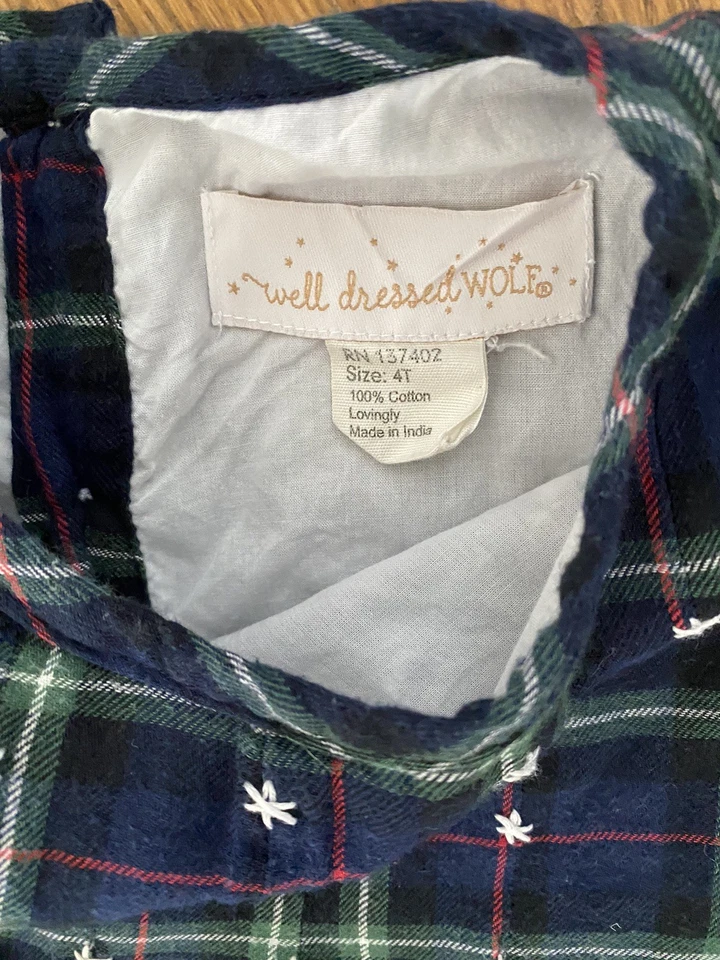 well dressed WOLF®
RN 137402
Size: 4T
100% Cotton
Lovingly
Made in India